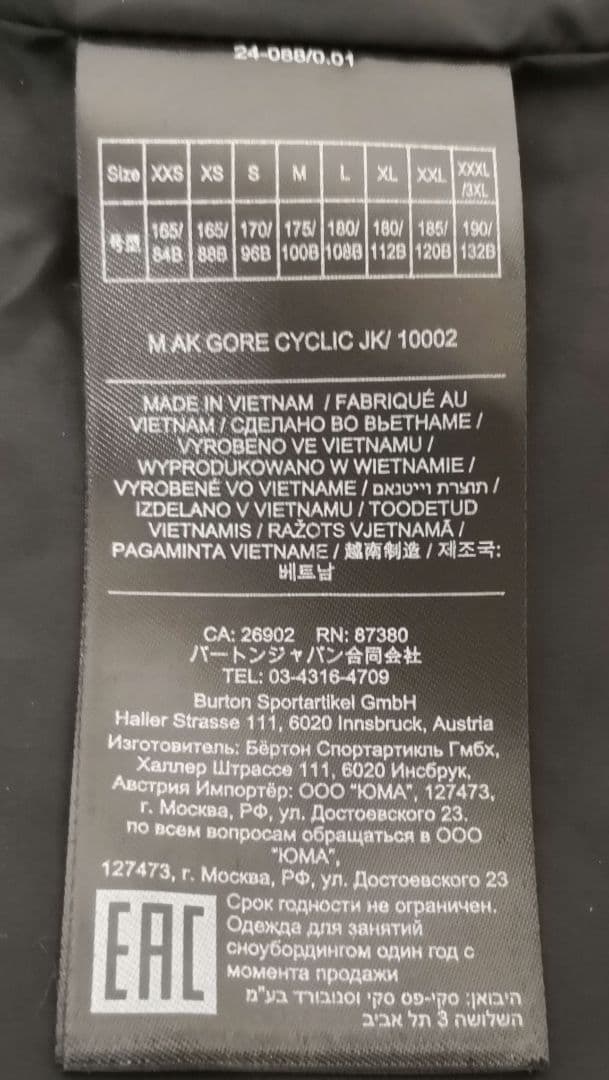 24-088/0.01
Size XXS XS S M L XL XXL XXXL/3XL
号型 165/84B 165/88B 170/96B 175/100B 180/108B 180/112B 185/120B 190/132B
M AK GORE CYCLIC JK/ 10002
MADE IN VIETNAM / FABRIQUÉ AU
VIETNAM / СДЕЛАНО ВО ВЬЕТНАМЕ /
VYROBENO VE VIETNAMU /
WYPRODUKOWANO W WIETNAMIE /
VYROBENÉ VO VIETNAME / תוצרת וייטנאם /
IZDELANO V VIETNAMU / TOODETUD
VIETNAMIS / RAŽOTS VJETNAMĀ /
PAGAMINTA VIETNAME / 越南制造 / 제조국:
베트남
CA: 26902 RN: 87380
バートンジャパン合同会社
TEL: 03-4316-4709
Burton Sportartikel GmbH
Haller Strasse 111, 6020 Innsbruck, Austria
Изготовитель: Бёртон Спортартикль Гмбх,
Халлер Штрассе 111, 6020 Инсбрук,
Австрия Импортёр: ООО "ЮМА", 127473,
г. Москва, РФ, ул. Достоевского 23.
по всем вопросам обращаться в ООО
"ЮМА",
127473, г. Москва, РФ, ул. Достоевского 23
EAC
Срок годности не ограничен.
Одежда для занятий
сноубордингом один год с
момента продажи
היבואן: סקי-פס סקי וסנובורד בע"מ
השלושה 3 תל אביב